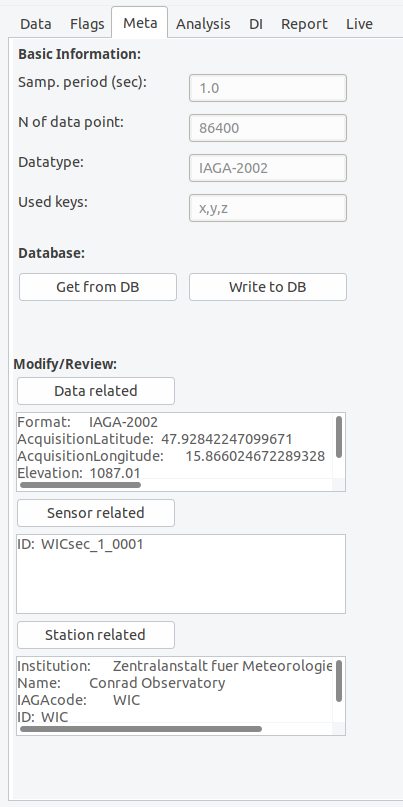 Data Flags Meta Analysis DI Report Live
Basic Information:
Samp. period (sec): 1.0
N of data point: 86400
Datatype: IAGA-2002
Used keys: x,y,z
Database:
Get from DB Write to DB
Modify/Review:
Data related
Format: IAGA-2002
AcquisitionLatitude: 47.92842247099671
AcquisitionLongitude: 15.866024672289328
Elevation: 1087.01
Sensor related
ID: WICsec_1_0001
Station related
Institution: Zentralanstalt fuer Meteorologie
Name: Conrad Observatory
IAGAcode: WIC
ID: WIC